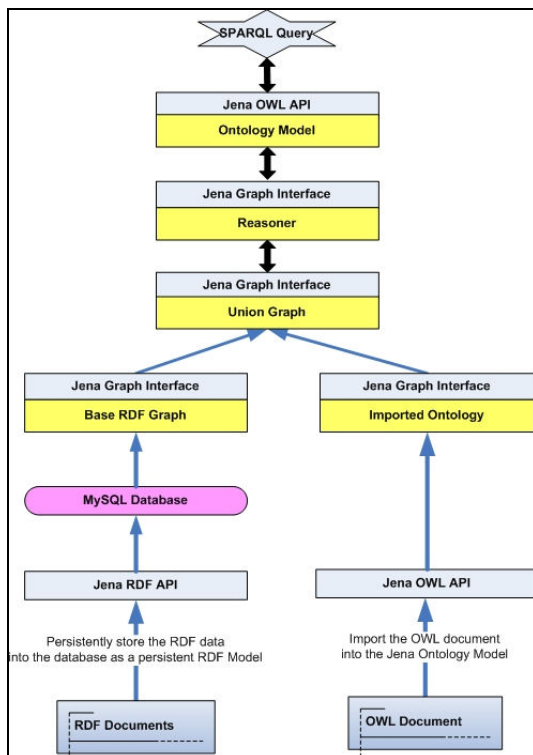 SPARQL Query
Jena OWL API
Ontology Model
Jena Graph Interface
Reasoner
Jena Graph Interface
Union Graph
Jena Graph Interface
Base RDF Graph
Jena Graph Interface
Imported Ontology
MySQL Database
Jena RDF API
Jena OWL API
Persistently store the RDF data
into the database as a persistent RDF Model
Import the OWL document
into the Jena Ontology Model
RDF Documents
OWL Document